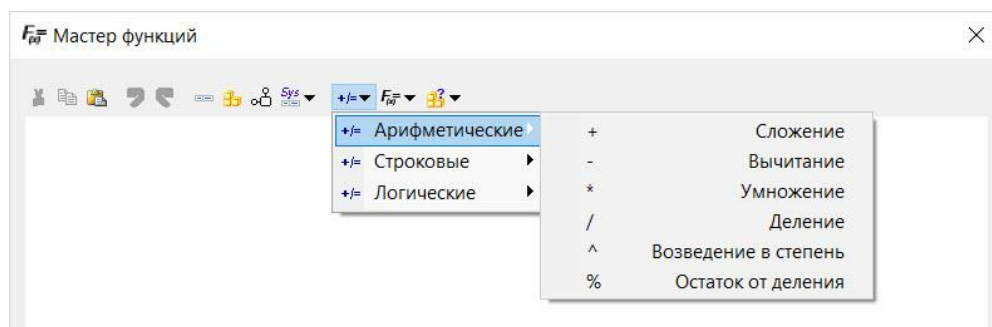 F(x)= Мастер функций
Sys +/= F(x)= ?
+/= Арифметические
+/= Строковые
+/= Логические
+ Сложение
- Вычитание
* Умножение
/ Деление
^ Возведение в степень
% Остаток от деления